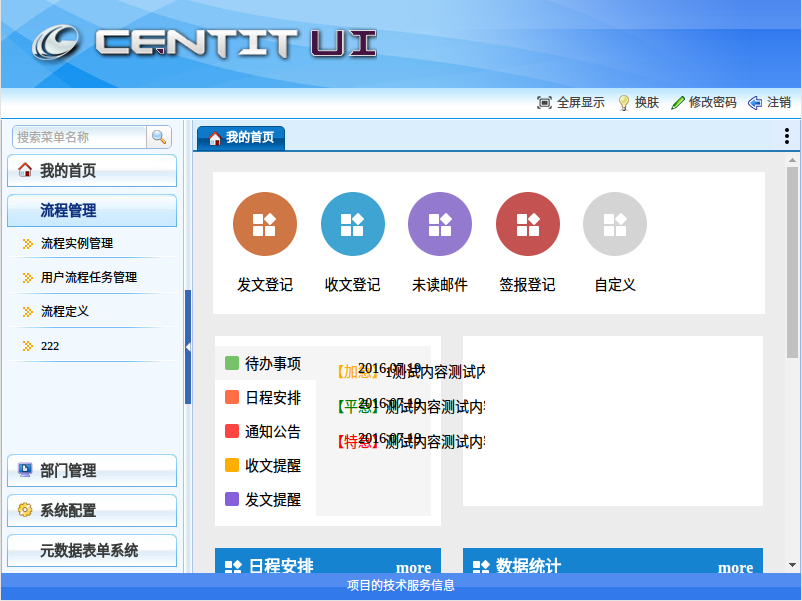 CENTIT UI
全屏显示 换肤 修改密码 注销
搜索菜单名称
我的首页
流程管理
流程实例管理
用户流程任务管理
流程定义
222
部门管理
系统配置
元数据表单系统
我的首页
发文登记 收文登记 未读邮件 签报登记 自定义
待办事项
日程安排
通知公告
收文提醒
发文提醒
【加急】1测试内容测试内
2016.07.19
【平急】测试内容测试内
2016.07.19
【特急】测试内容测试内
2016.07.19
日程安排 more
数据统计 more
项目的技术服务信息